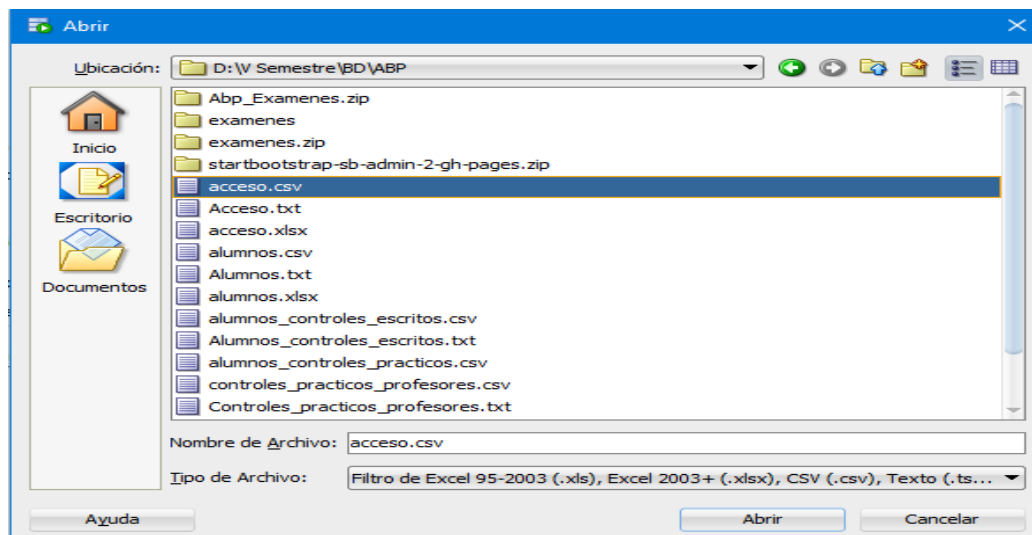 Abrir
Ubicación: D:\V Semestre\BD\ABP
Inicio
Escritorio
Documentos
Abp_Examenes.zip
examenes
examenes.zip
startbootstrap-sb-admin-2-gh-pages.zip
acceso.csv
Acceso.txt
acceso.xlsx
alumnos.csv
Alumnos.txt
alumnos.xlsx
alumnos_controles_escritos.csv
Alumnos_controles_escritos.txt
alumnos_controles_practicos.csv
controles_practicos_profesores.csv
Controles_practicos_profesores.txt
Nombre de Archivo: acceso.csv
Tipo de Archivo: Filtro de Excel 95-2003 (.xls), Excel 2003+ (.xlsx), CSV (.csv), Texto (.ts...
Ayuda Abrir Cancelar